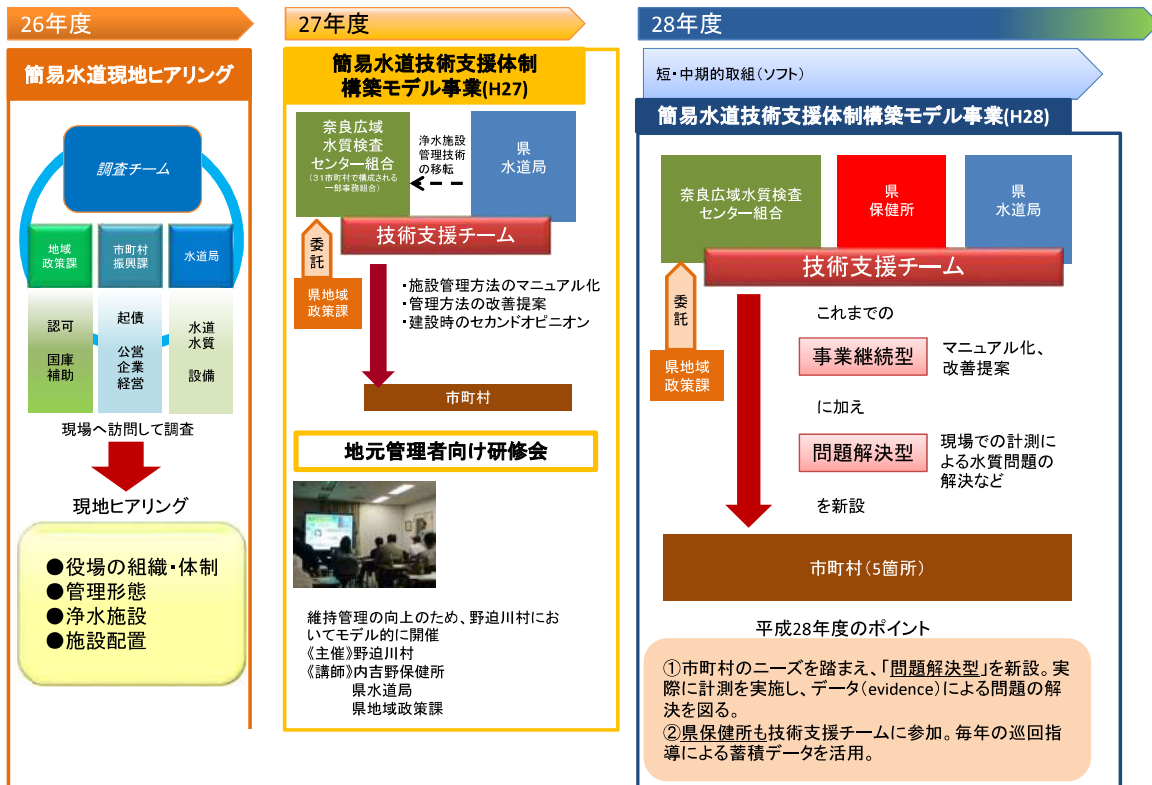 26年度
簡易水道現地ヒアリング
調査チーム
地域
政策課
市町村
振興課
水道局
認可
国庫
補助
起債
公営
企業
経営
水道
水質
設備
現場へ訪問して調査
現地ヒアリング
●役場の組織・体制
●管理形態
●浄水施設
●施設配置
27年度
簡易水道技術支援体制
構築モデル事業(H27)
奈良広域
水質検査
センター組合
(31市町村で構成される
一部事務組合)
浄水施設
管理技術
の移転
県
水道局
技術支援チーム
委託
県地域
政策課
・施設管理方法のマニュアル化
・管理方法の改善提案
・建設時のセカンドオピニオン
市町村
地元管理者向け研修会
維持管理の向上のため、野迫川村にお
いてモデル的に開催
《主催》野迫川村
《講師》内吉野保健所
県水道局
県地域政策課
28年度
短・中期的取組(ソフト)
簡易水道技術支援体制構築モデル事業(H28)
奈良広域水質検査
センター組合
県
保健所
県
水道局
技術支援チーム
委託
県地域
政策課
これまでの
事業継続型
マニュアル化、
改善提案
に加え
問題解決型
現場での計測に
よる水質問題の
解決など
を新設
市町村(5箇所)
平成28年度のポイント
①市町村のニーズを踏まえ、「問題解決型」を新設。実
際に計測を実施し、データ(evidence)による問題の解
決を図る。
②県保健所も技術支援チームに参加。毎年の巡回指
導による蓄積データを活用。